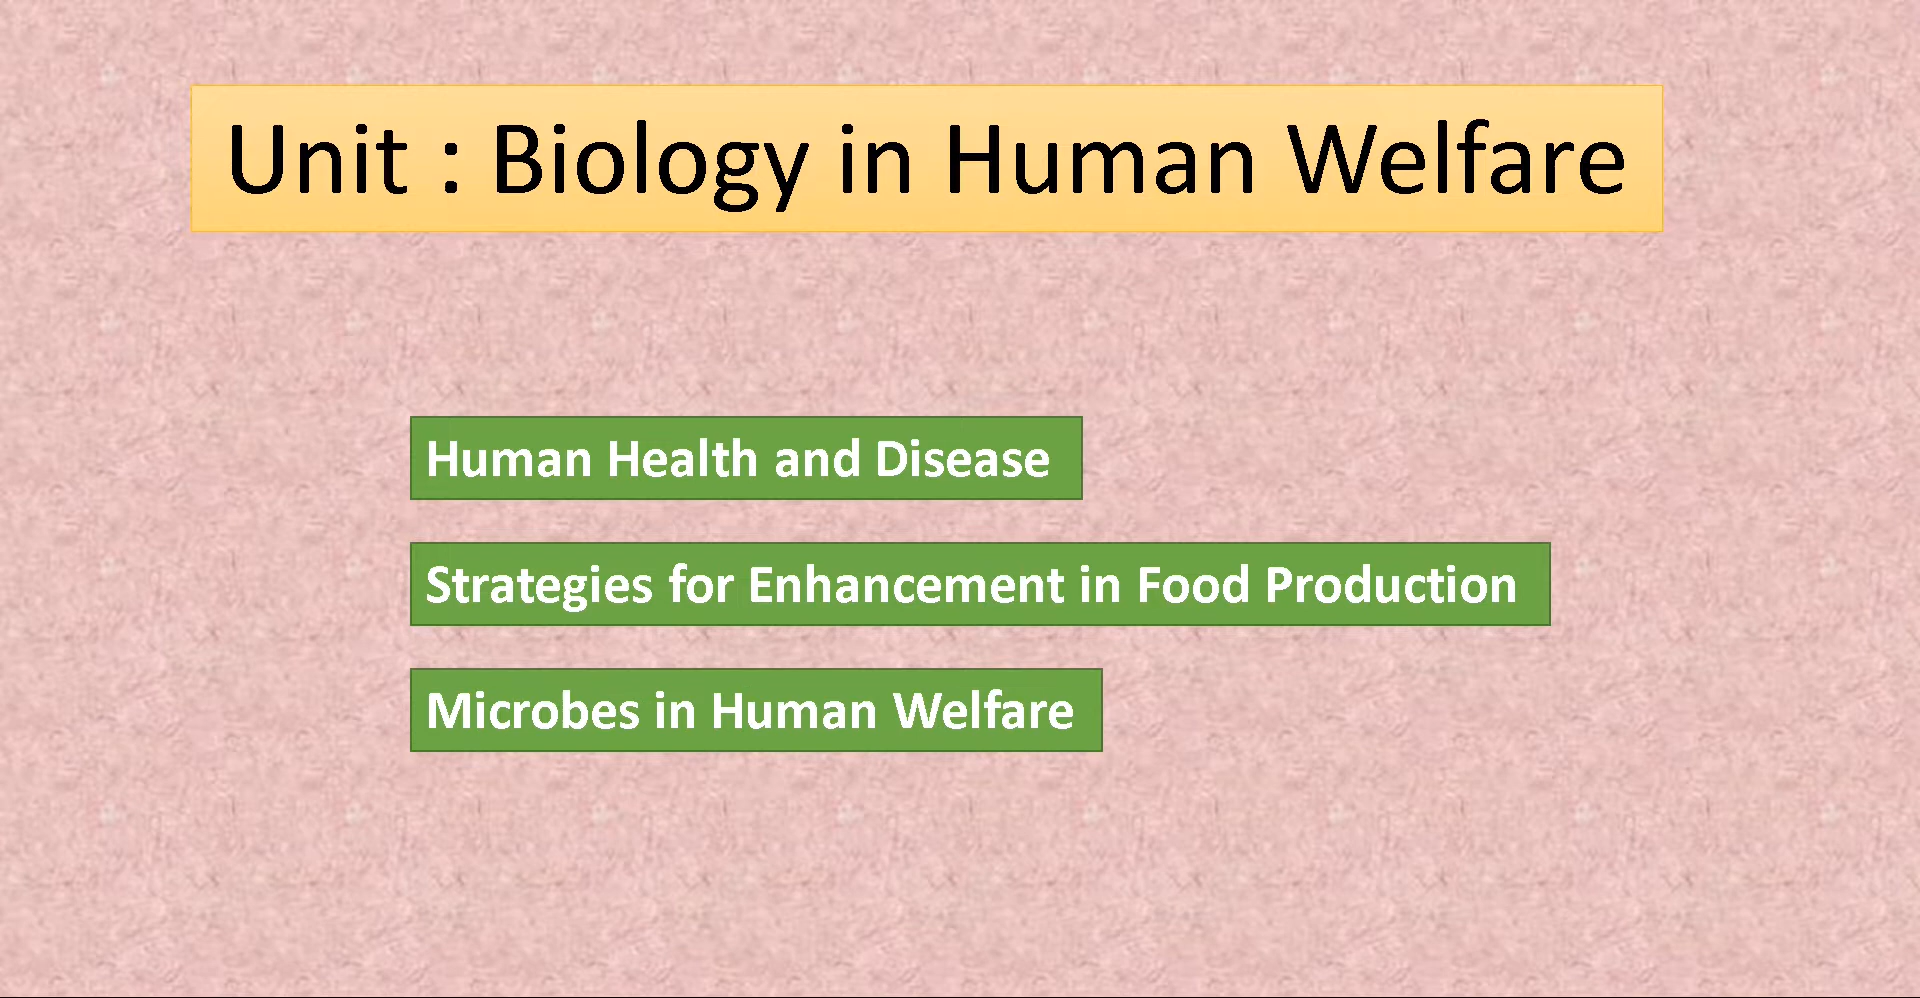 Unit : Biology in Human Welfare
Human Health and Disease
Strategies for Enhancement in Food Production
Microbes in Human Welfare